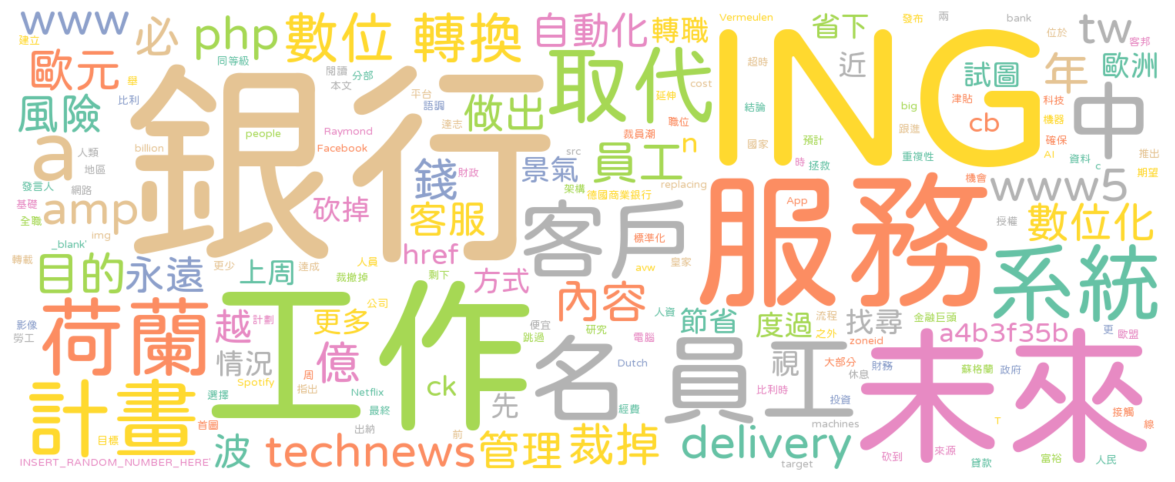 www
必
php
數位
轉換
自動化
轉職
Vermeulen
省下
發布
兩
bank
tw
位於
客邦
建立
歐元
同等級
閱讀
本文
分部
銀行
取代
ING
近
超時
試圖
年
歐洲
風險
舉
比利
平台
語調
達志
做出
延伸
cost
職位
結論
big
津貼
科技
中
a
人類
地區
billion
people
Raymond
Facebook
裁員潮
n
國家
預計
跟進
cb
機器
確保
發言人
網路
財政
錢
景氣
src
員工
時
拯救
重複性
AI
資料
c
推出
基礎
全職
amp
img
砍掉
客服
架構
德國商業銀行
replacing
機會
www5
期望
_blank'
href
客戶
App
服務
授權
數位化
目的
永遠
更少
達成
上周
人員
裁撤掉
剩下
方式
標準化
avw
皇家
系統
轉載
荷蘭
越
計劃
更多
公司
便宜
跳過
內容
研究
人資
電腦
節省
度過
流程
之外
找尋
zoneid
金融巨頭
a4b3f35b
更
歐盟
影像
勞工
情況
億
周
指出
工作
ck
先
名
Dutch
員工
視
比利時
大部分
休息
財務
蘇格蘭
政府
未來
計畫
選擇
Spotify
Netflix
最終
出納
首圖
經費
投資
machines
接觸
線
T
目標
INSERT_RANDOM_NUMBER_HERE'
波
technews
前
管理
裁掉
delivery
target
砍到
來源
貸款
富裕
人民